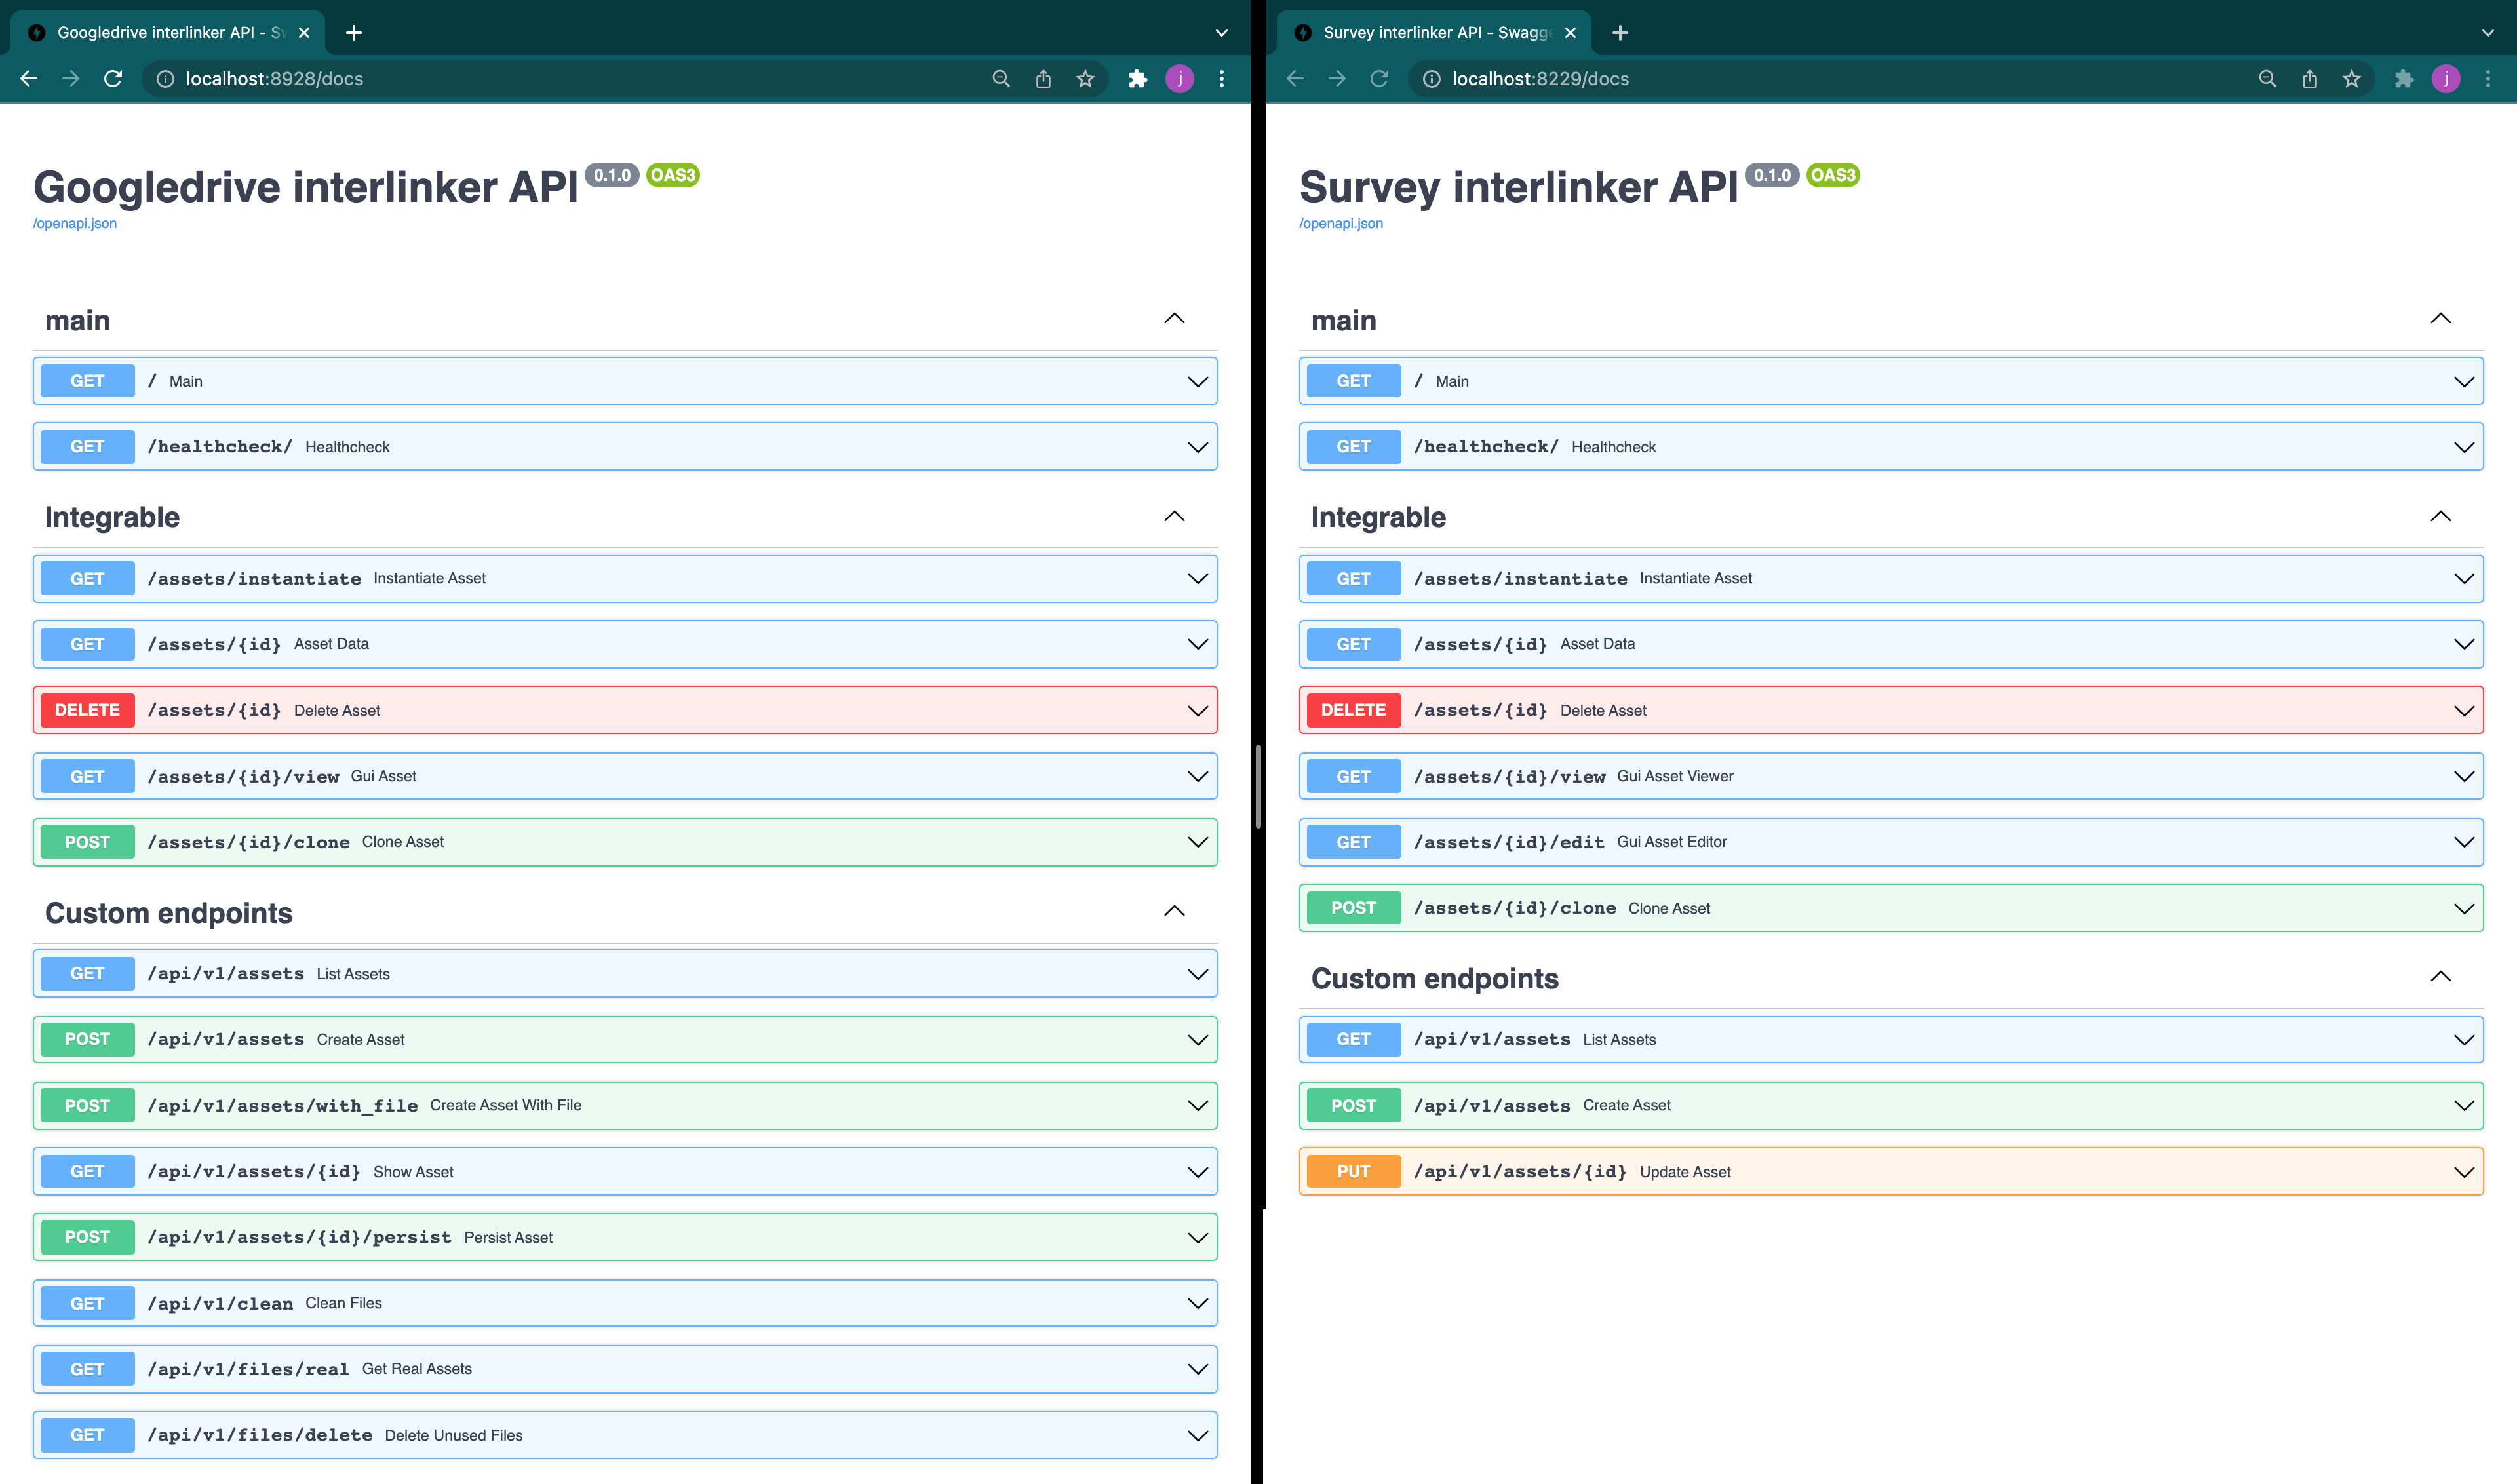 Googledrive interlinker API - Sw
localhost:8928/docs
j
Googledrive interlinker API 0.1.0 OAS3
/openapi.json
main
GET / Main
GET /healthcheck/ Healthcheck
Integrable
GET /assets/instantiate Instantiate Asset
GET /assets/{id} Asset Data
DELETE /assets/{id} Delete Asset
GET /assets/{id}/view Gui Asset
POST /assets/{id}/clone Clone Asset
Custom endpoints
GET /api/v1/assets List Assets
POST /api/v1/assets Create Asset
POST /api/v1/assets/with_file Create Asset With File
GET /api/v1/assets/{id} Show Asset
POST /api/v1/assets/{id}/persist Persist Asset
GET /api/v1/clean Clean Files
GET /api/v1/files/real Get Real Assets
GET /api/v1/files/delete Delete Unused Files
Survey interlinker API - Swagge
localhost:8229/docs
j
Survey interlinker API 0.1.0 OAS3
/openapi.json
main
GET / Main
GET /healthcheck/ Healthcheck
Integrable
GET /assets/instantiate Instantiate Asset
GET /assets/{id} Asset Data
DELETE /assets/{id} Delete Asset
GET /assets/{id}/view Gui Asset Viewer
GET /assets/{id}/edit Gui Asset Editor
POST /assets/{id}/clone Clone Asset
Custom endpoints
GET /api/v1/assets List Assets
POST /api/v1/assets Create Asset
PUT /api/v1/assets/{id} Update Asset